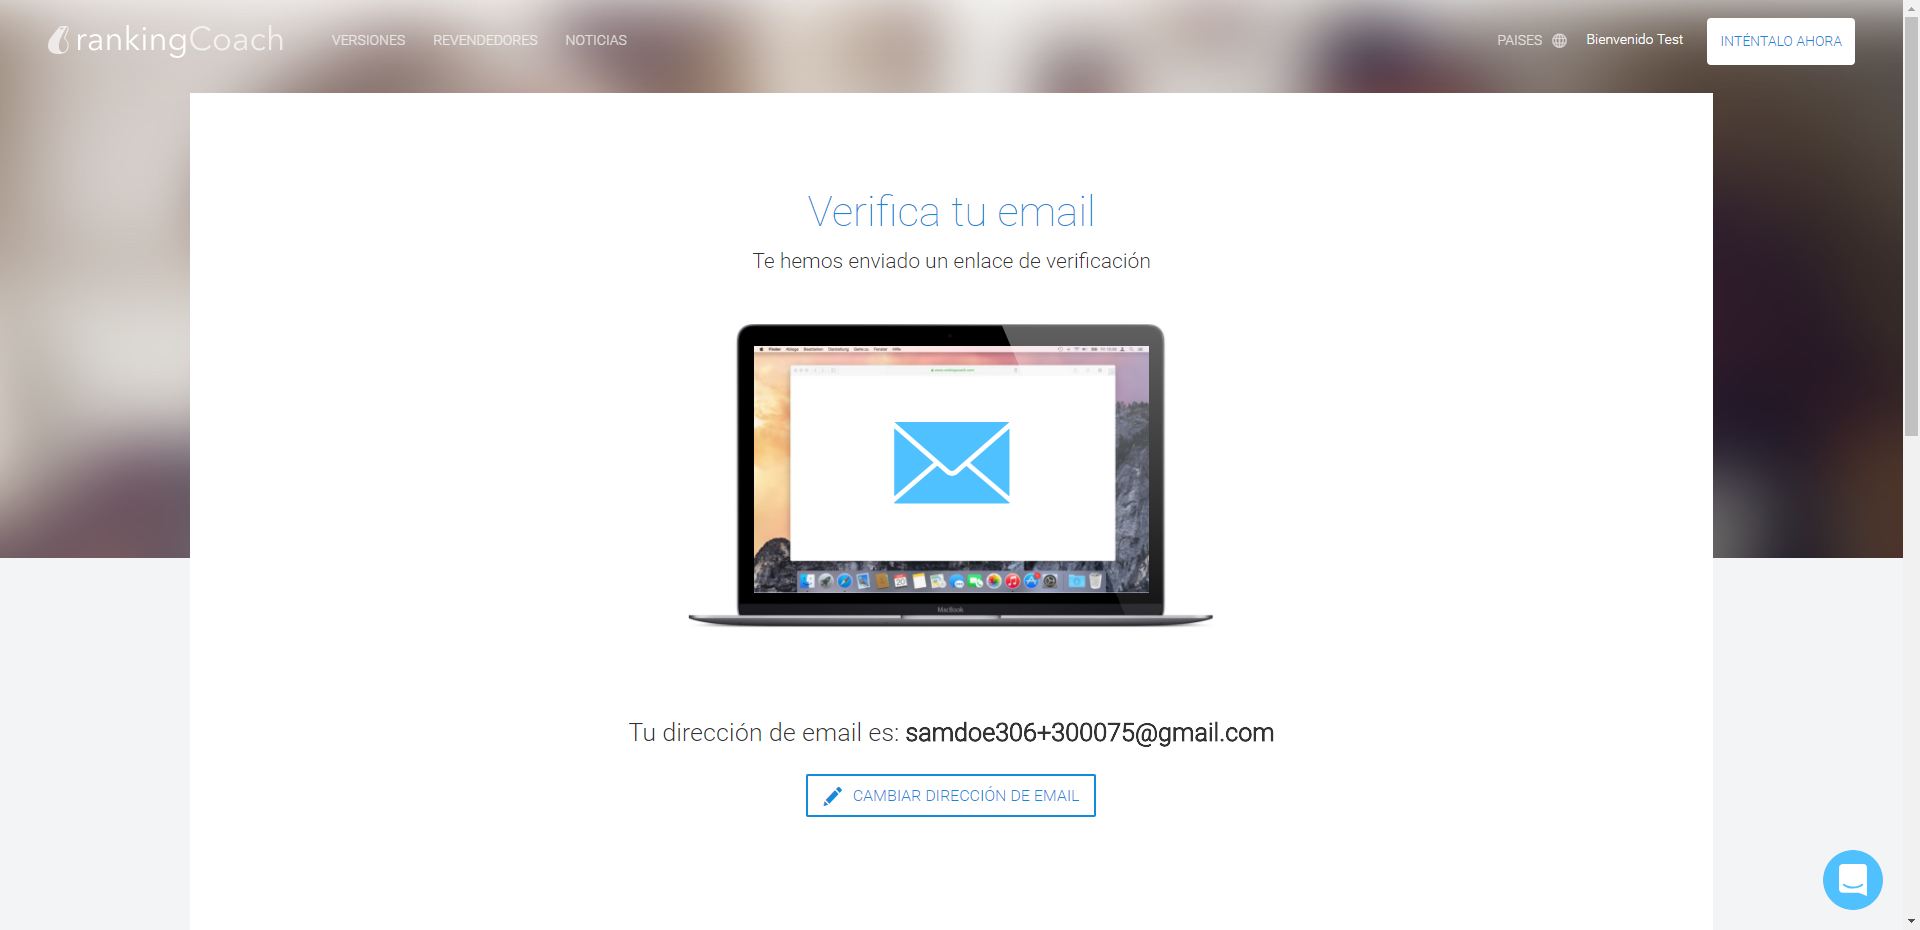 rankingCoach
VERSIONES
REVENDEDORES
NOTICIAS
PAISES
Bienvenido Test
INTÉNTALO AHORA
Verifica tu email
Te hemos enviado un enlace de verificación
MacBook
Tu dirección de email es: samdoe306+300075@gmail.com
CAMBIAR DIRECCIÓN DE EMAIL